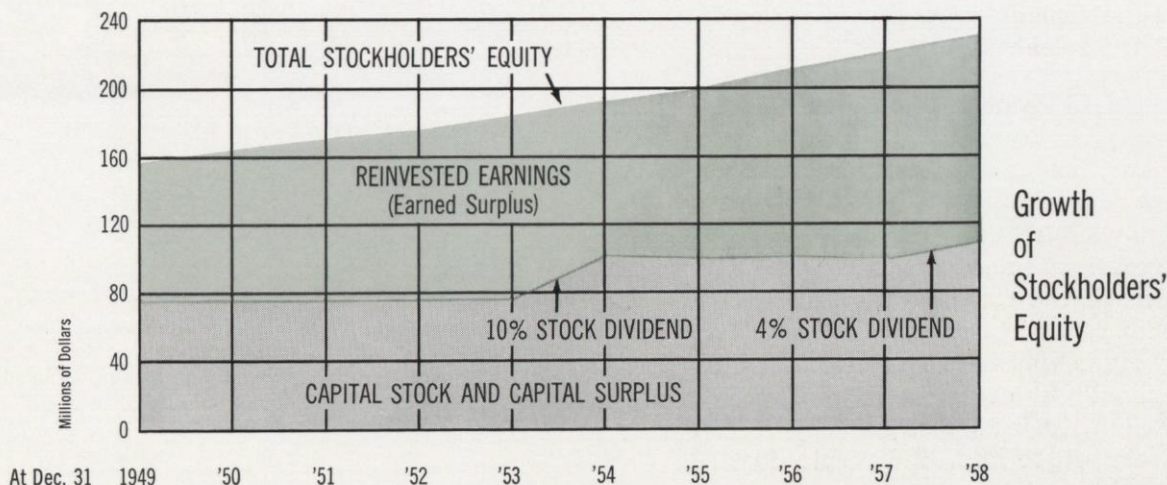 240
TOTAL STOCKHOLDERS' EQUITY
200
160
REINVESTED EARNINGS
(Earned Surplus)
120
80
10% STOCK DIVIDEND
4% STOCK DIVIDEND
40
CAPITAL STOCK AND CAPITAL SURPLUS
0
Millions of Dollars
Growth
of
Stockholders'
Equity
At Dec. 31 1949 '50 '51 '52 '53 '54 '55 '56 '57 '58